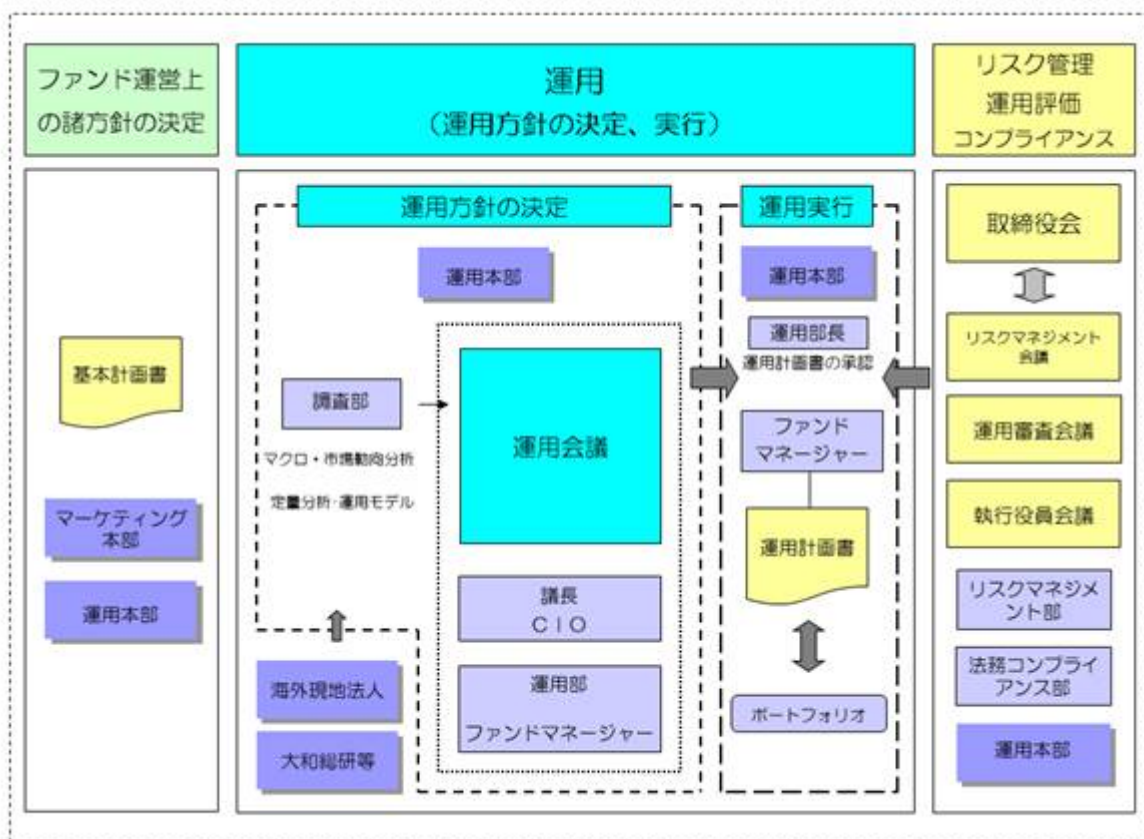 ファンド運営上
の諸方針の決定
運用
（運用方針の決定、実行）
リスク管理
運用評価
コンプライアンス
基本計画書
マーケティング
本部
運用本部
運用方針の決定
運用本部
調査部
マクロ・市場動向分析
定量分析・運用モデル
運用会議
議長
ＣＩＯ
運用部
ファンドマネージャー
海外現地法人
大和総研等
運用実行
運用本部
運用部長
運用計画書の承認
ファンド
マネージャー
運用計画書
ポートフォリオ
取締役会
リスクマネジメント
会議
運用審査会議
執行役員会議
リスクマネジメ
ント部
法務コンプライ
アンス部
運用本部